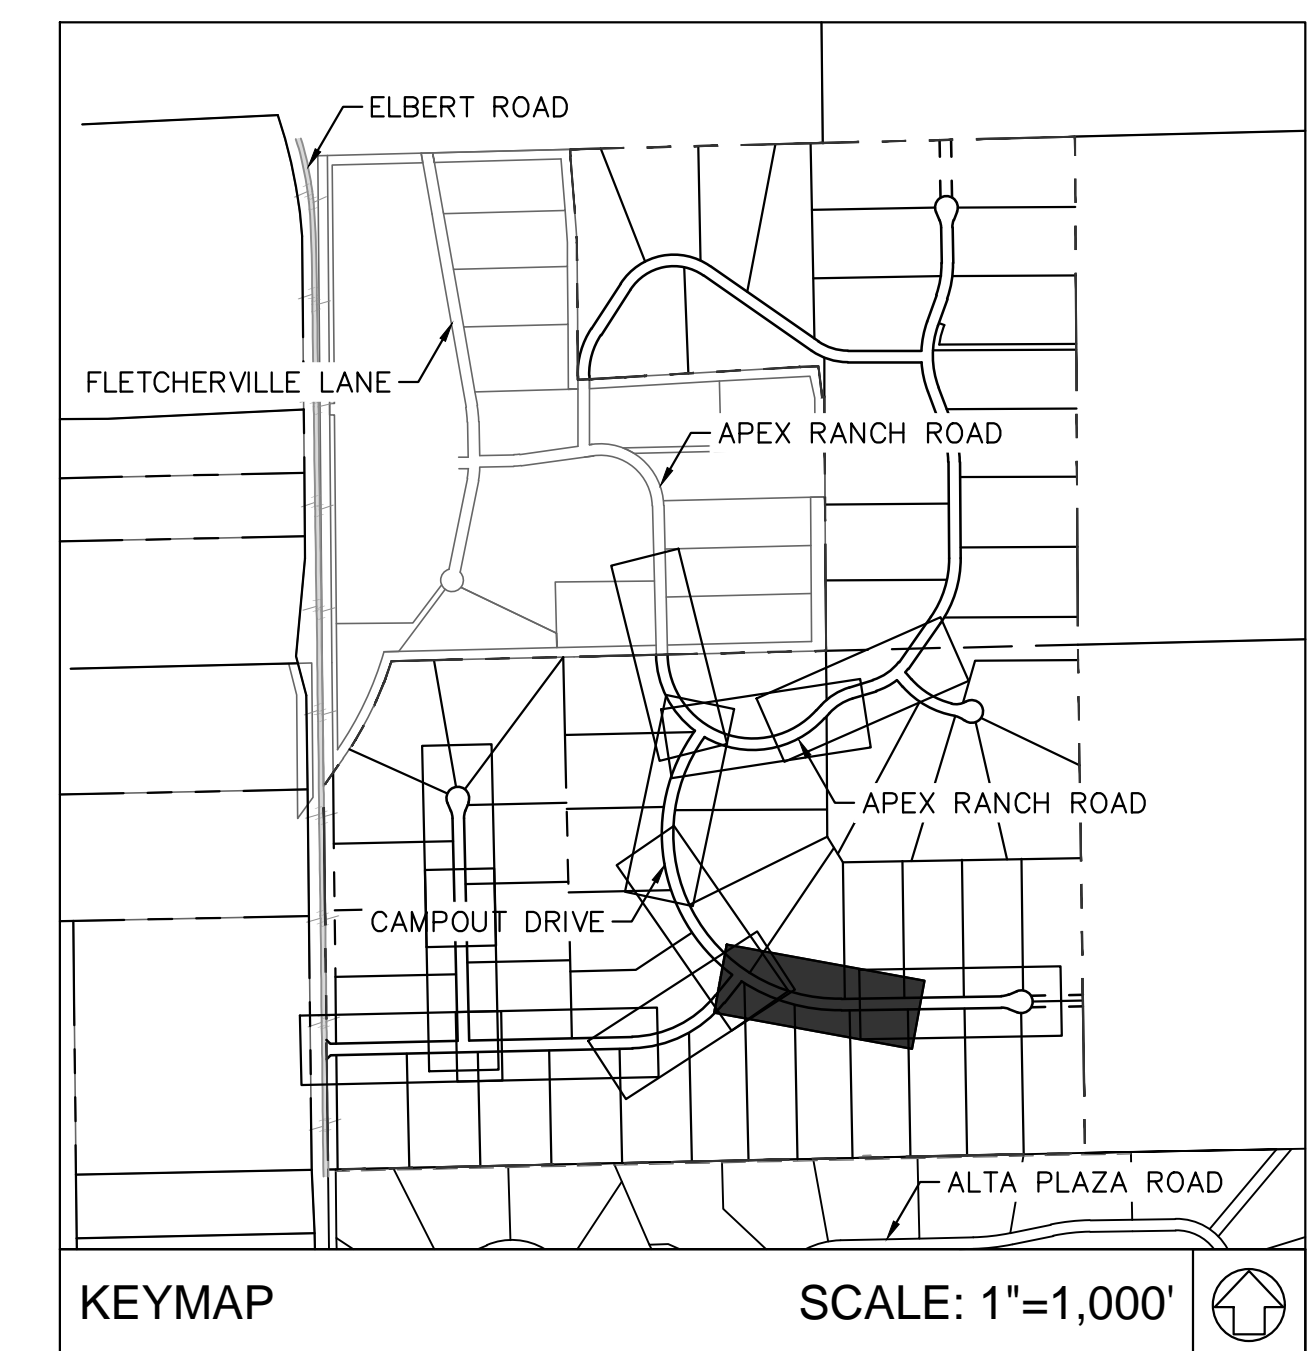 ELBERT ROAD
FLETCHERVILLE LANE
APEX RANCH ROAD
APEX RANCH ROAD
CAMPOUT DRIVE
ALTA PLAZA ROAD
KEYMAP
SCALE: 1"=1,000'